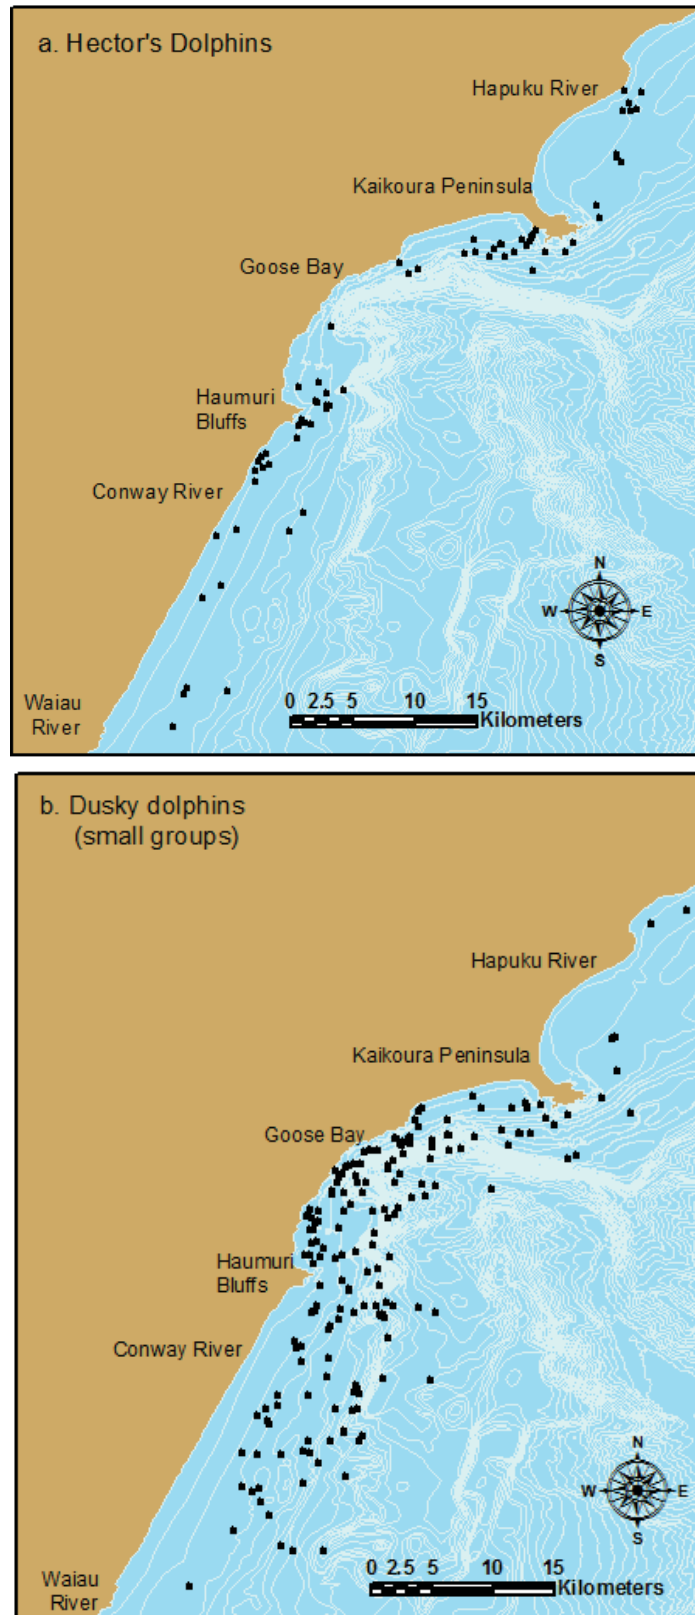 a. Hector's Dolphins
Hapuku River
Kaikoura Peninsula
Goose Bay
Haumuri
Bluffs
Conway River
N
W E
S
0 2.5 5 10 15
Kilometers
Waiau
River
b. Dusky dolphins
(small groups)
Hapuku River
Kaikoura Peninsula
Goose Bay
Haumuri
Bluffs
Conway River
N
W E
S
0 2.5 5 10 15
Kilometers
Waiau
River